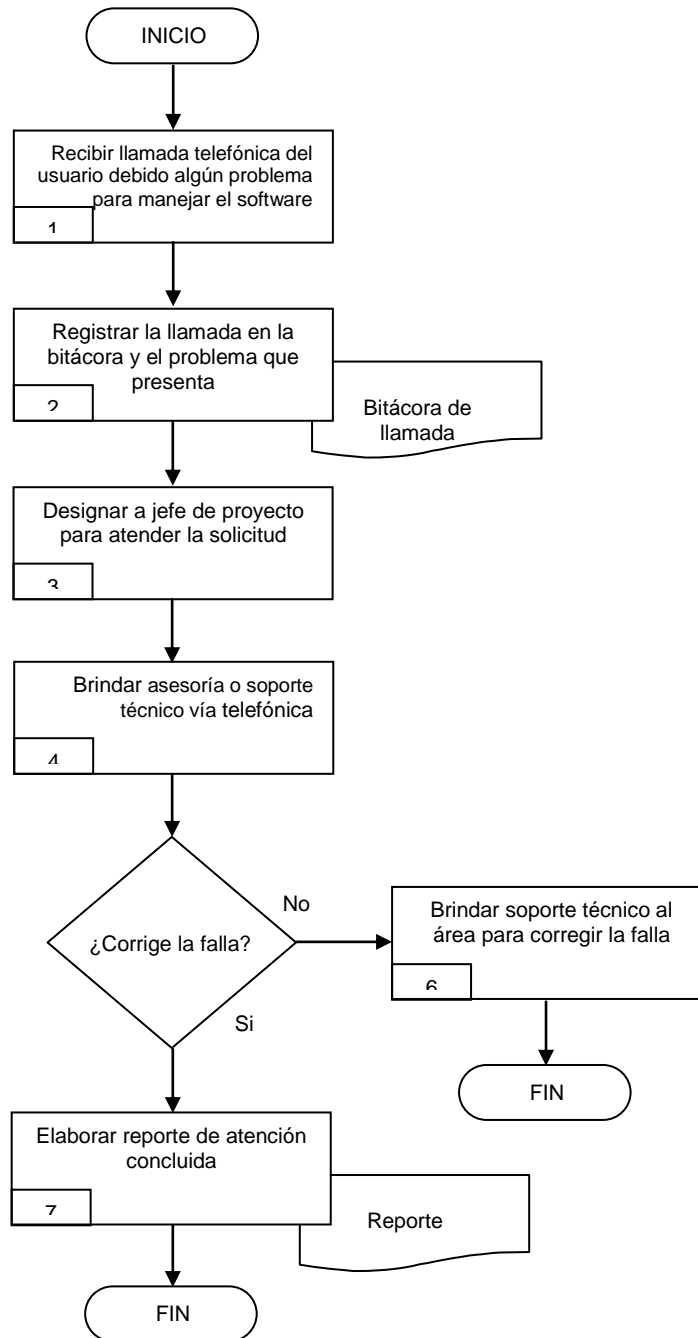 INICIO
Recibir llamada telefónica del
usuario debido algún problema
para manejar el software
1
Registrar la llamada en la
bitácora y el problema que
presenta
2
Bitácora de
llamada
Designar a jefe de proyecto
para atender la solicitud
3
Brindar asesoría o soporte
técnico vía telefónica
4
¿Corrige la falla?
No
Brindar soporte técnico al
área para corregir la falla
6
Si
FIN
Elaborar reporte de atención
concluida
7
Reporte
FIN